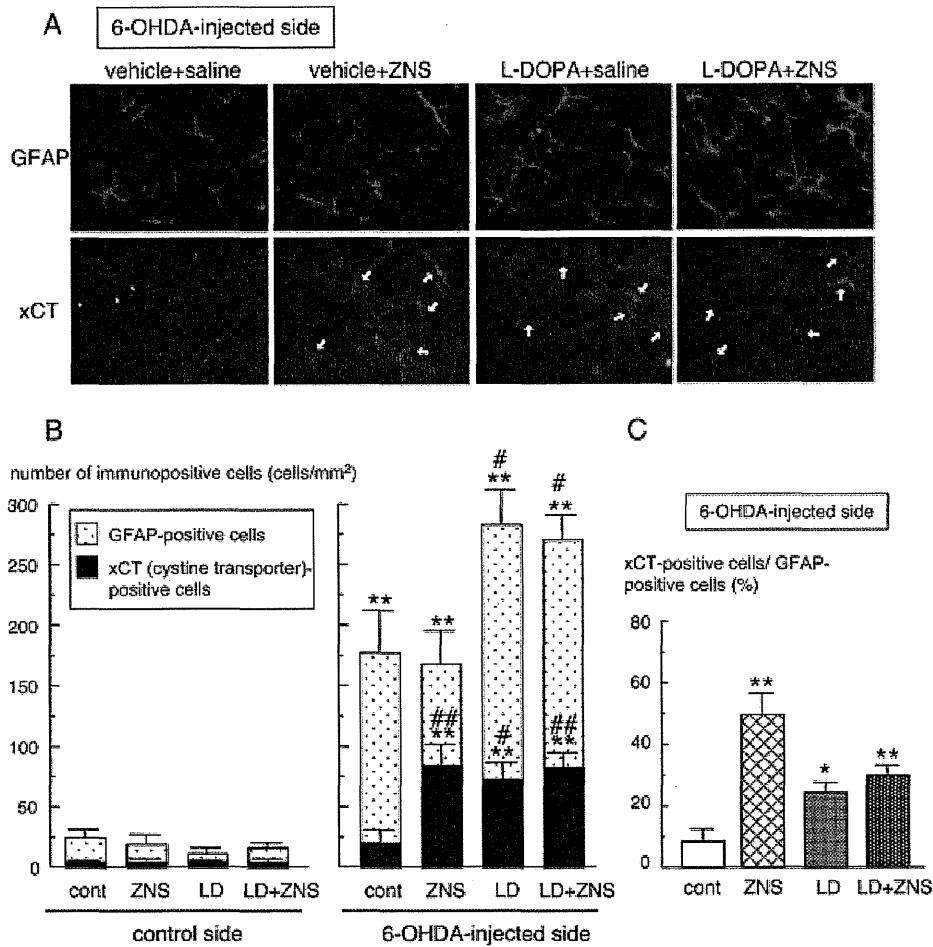 A
6-OHDA-injected side
vehicle+saline
vehicle+ZNS
L-DOPA+saline
L-DOPA+ZNS
GFAP
xCT
B
number of immunopositive cells (cells/mm²)
300
250
200
150
100
50
0
GFAP-positive cells
xCT (cystine transporter)-
positive cells
**
**
#
**
#
**
##
**
#
**
##
**
cont
ZNS
LD
LD+ZNS
control side
cont
ZNS
LD
LD+ZNS
6-OHDA-injected side
C
6-OHDA-injected side
xCT-positive cells/ GFAP-
positive cells (%)
80
60
40
20
0
**
*
**
cont
ZNS
LD
LD+ZNS